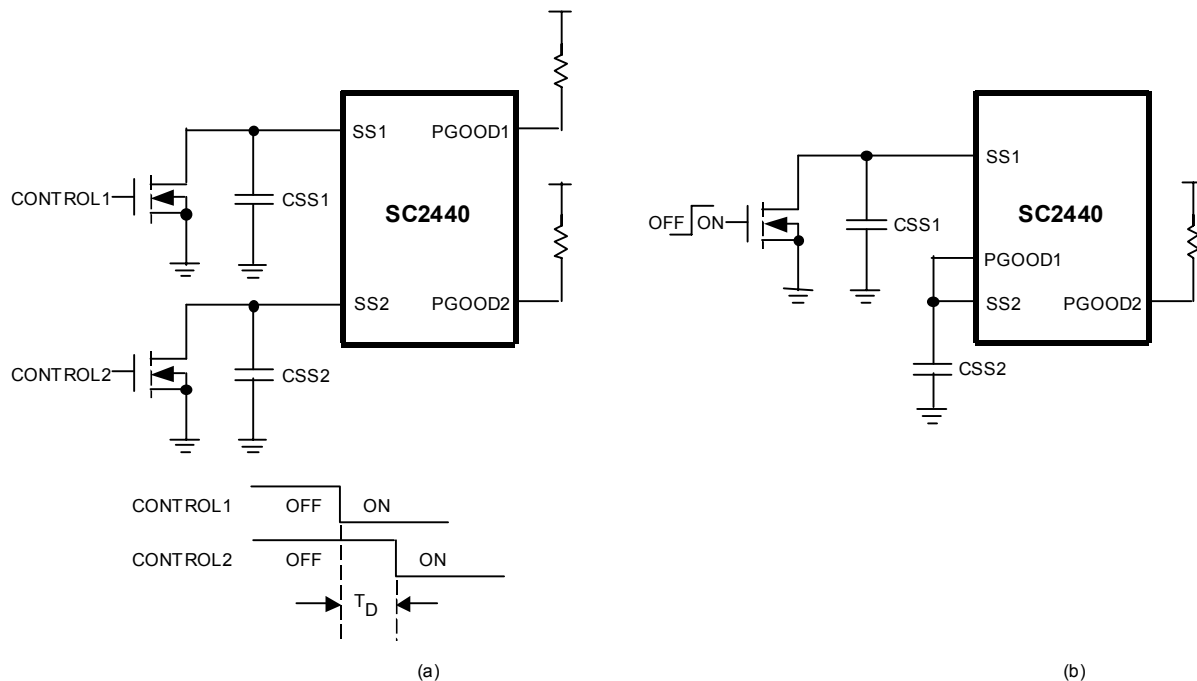 SS1
PGOOD1
CONTROL1
CSS1
SC2440
SS2
PGOOD2
CONTROL2
CSS2
CONTROL1 OFF ON
CONTROL2 OFF ON
TD
(a)
SS1
SC2440
OFF ON
CSS1
PGOOD1
SS2
PGOOD2
CSS2
(b)